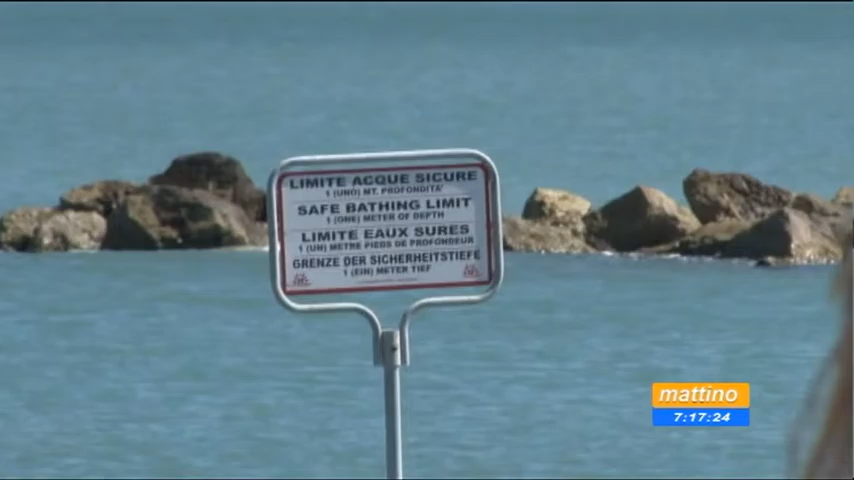 LIMITE ACQUE SICURE
1 (UNO) MT. PROFONDITA'
SAFE BATHING LIMIT
1 (ONE) METER OF DEPTH
LIMITE EAUX SURES
1 (UN) METRE PIEDS DE PROFONDEUR
GRENZE DER SICHERHEITSTIEFE
1 (EIN) METER TIEF
mattino
7:17:24